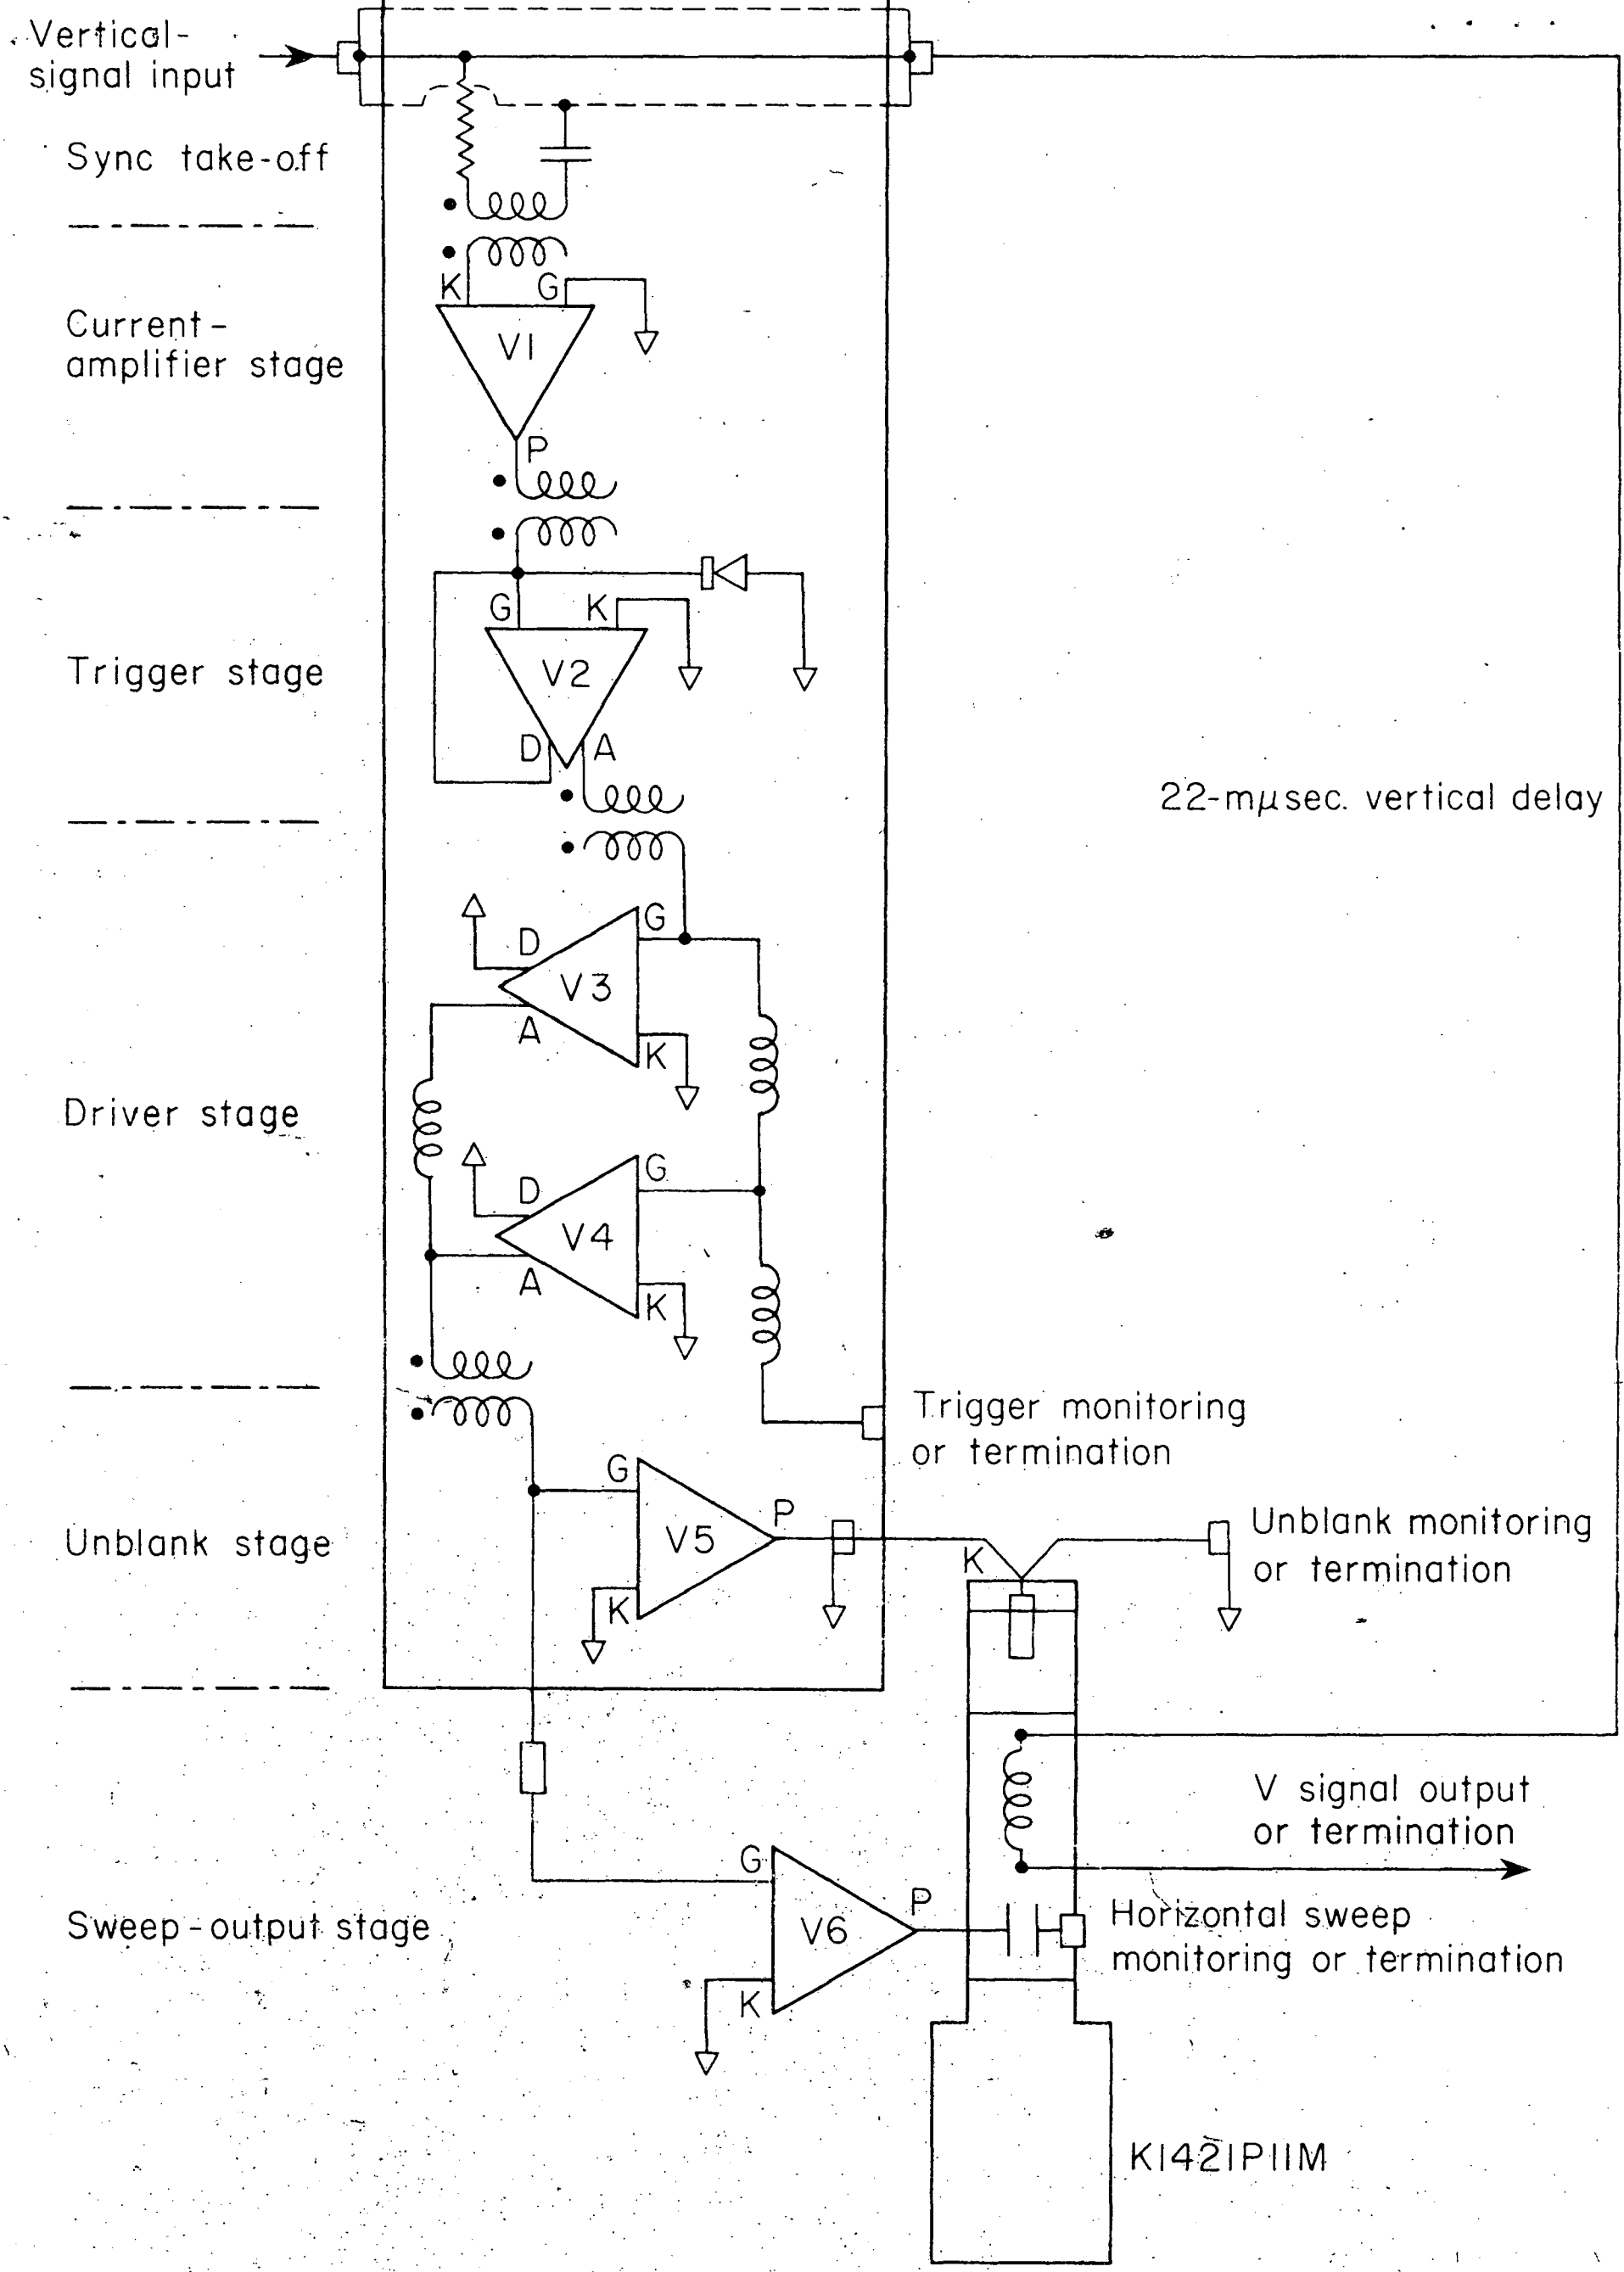 Vertical-
signal input
Sync take-off
K
G
Current-
amplifier stage
V1
P
G
K
Trigger stage
V2
D
A
22-mμsec. vertical delay
G
D
V3
A
K
Driver stage
G
D
V4
A
K
Trigger monitoring
or termination
G
P
Unblank stage
V5
K
K
Unblank monitoring
or termination
V signal output
or termination
G
P
Sweep-output stage
V6
K
Horizontal sweep
monitoring or termination
K1421P11M